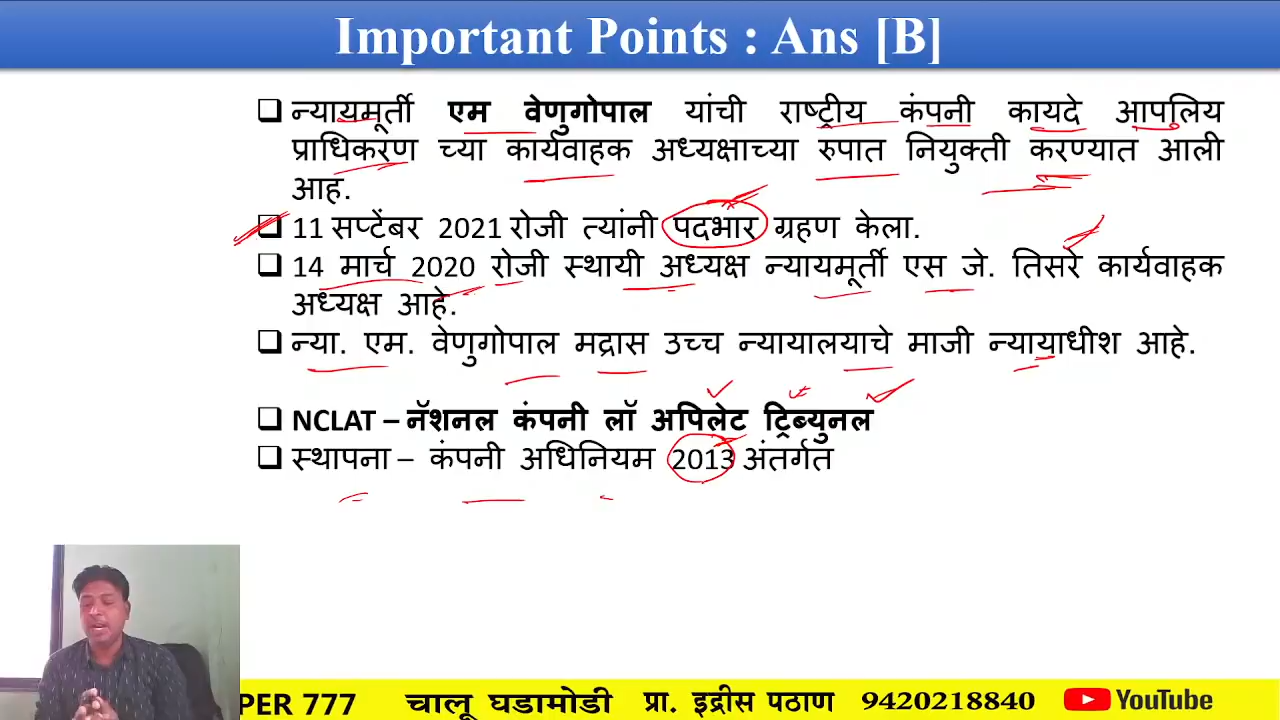 Important Points : Ans [B]
न्यायमूर्ती एम वेणुगोपाल यांची राष्ट्रीय कंपनी कायदे आपलिय
प्राधिकरण च्या कार्यवाहक अध्यक्षाच्या रुपात नियुक्ती करण्यात आली
आह.
11 सप्टेंबर 2021 रोजी त्यांनी पदभार ग्रहण केला.
14 मार्च 2020 रोजी स्थायी अध्यक्ष न्यायमूर्ती एस जे. तिसरे कार्यवाहक
अध्यक्ष आहे.
न्या. एम. वेणुगोपाल मद्रास उच्च न्यायालयाचे माजी न्यायाधीश आहे.
NCLAT – नॅशनल कंपनी लॉ अपिलेट ट्रिब्युनल
स्थापना – कंपनी अधिनियम 2013 अंतर्गत
PER 777 चालू घडामोडी प्रा. इद्रीस पठाण 9420218840 YouTube